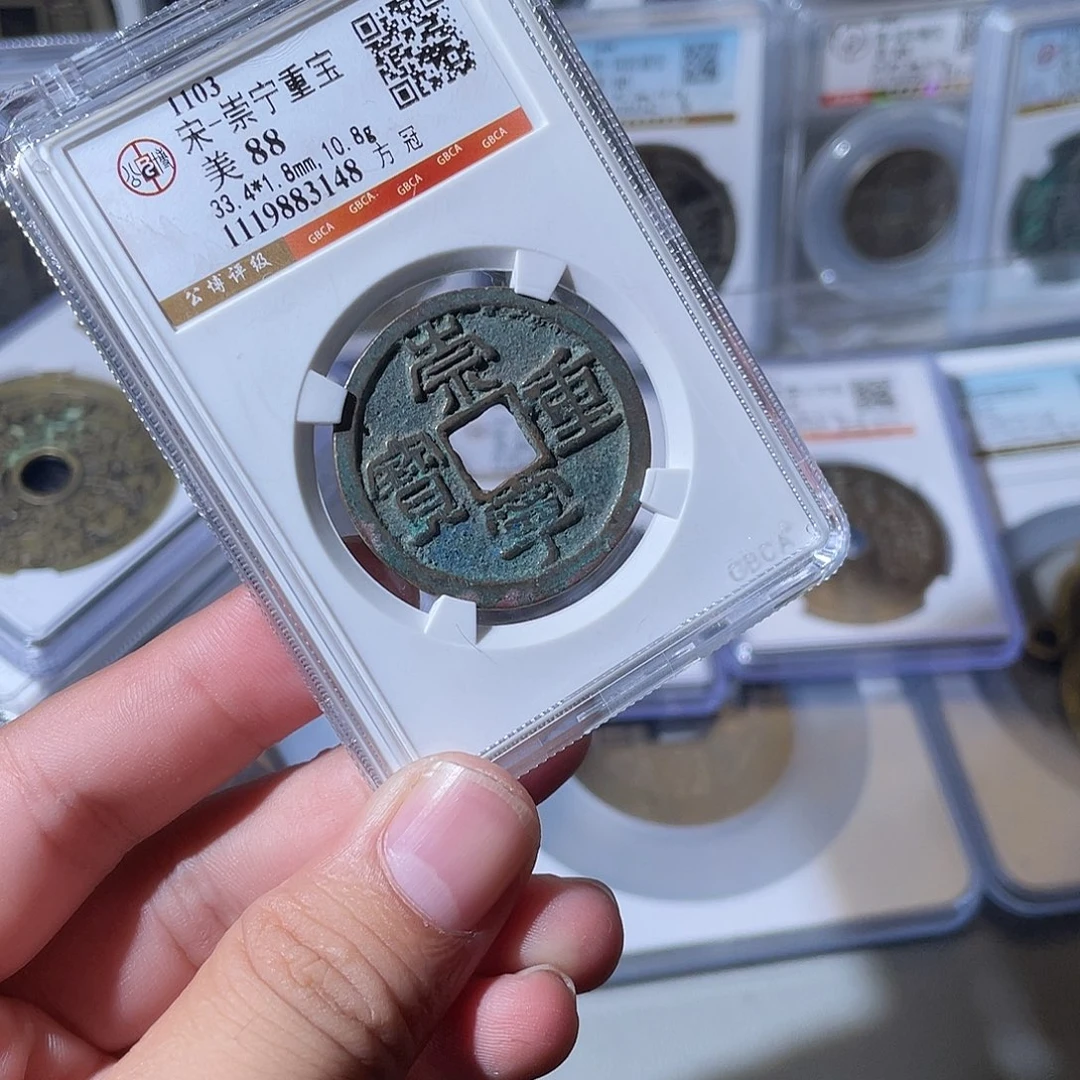 1103
宋-崇宁重宝
美 88
33.4*1.8mm, 10.8g 方冠
1119883148
公博评级 GBCA GBCA GBCA GBCA GBCA
崇
重
寶
寧
GBCA